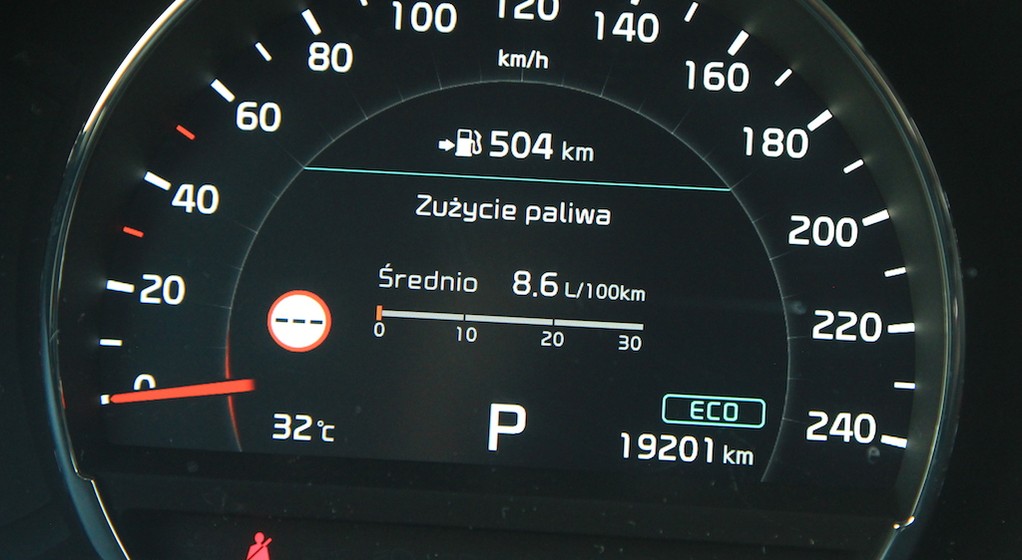 100 120 140
80 km/h 160
60 180
504 km
40 Zużycie paliwa 200
20 Średnio 8.6 L/100km
--- 0 10 20 30 220
0
ECO
32°C P 19201 km 240